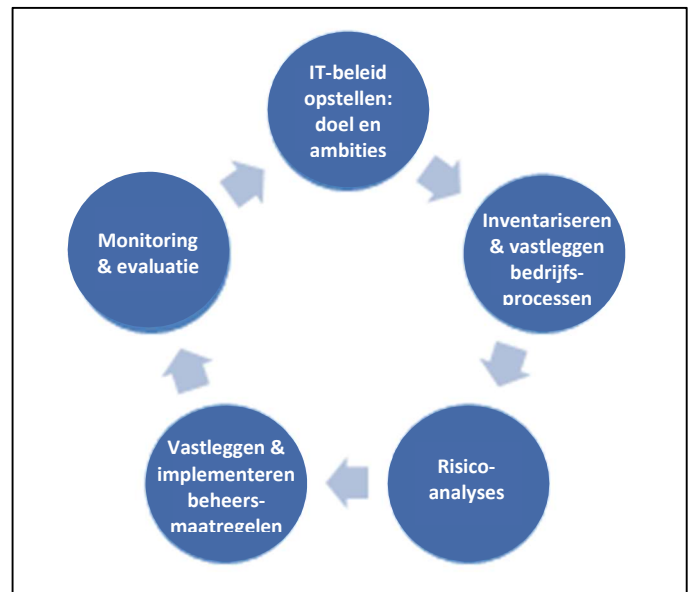 IT-beleid
opstellen:
doel en
ambities
Inventariseren
& vastleggen
bedrijfs-
processen
Risico-
analyses
Vastleggen &
implementeren
beheers-
maatregelen
Monitoring
& evaluatie